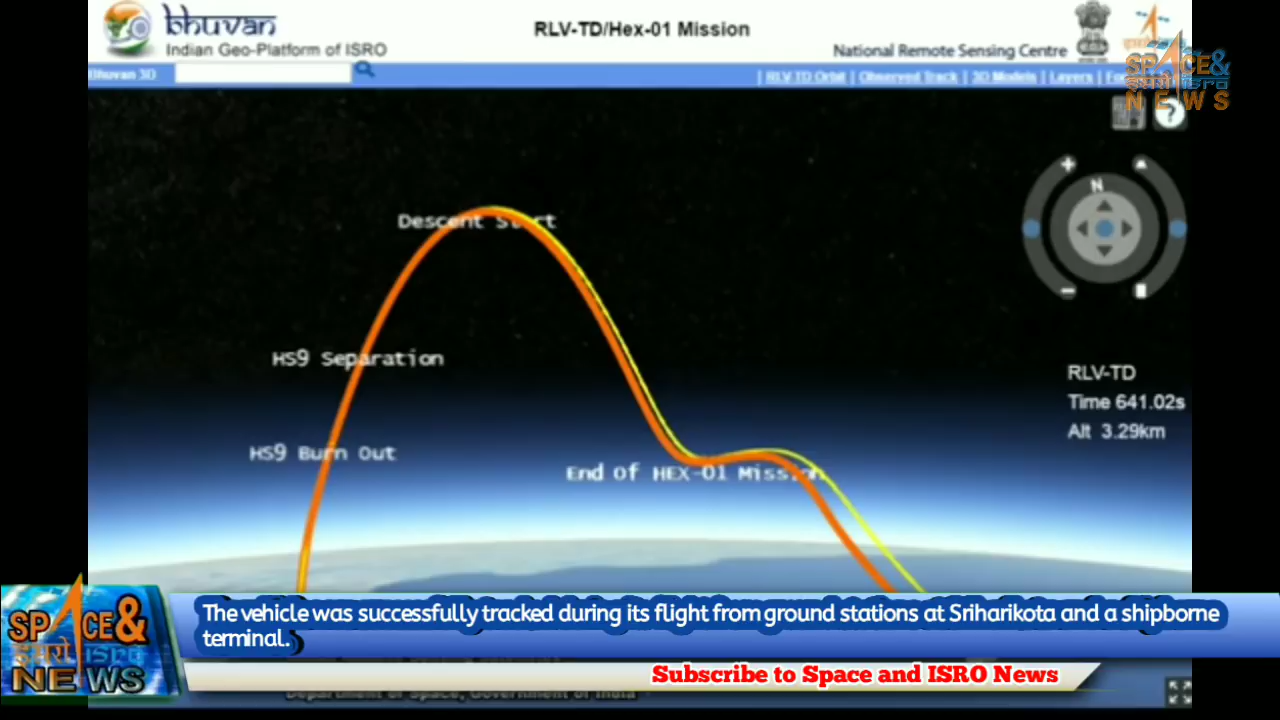 bhuvan
Indian Geo-Platform of ISRO
RLV-TD/Hex-01 Mission
National Remote Sensing Centre
Bhuvan 3D
| RLV-TD Orbit | Observed Track | 3D Models | Layers |
SPACE&
इसरो isro
NEWS
?
N
Descent Start
HS9 Separation
HS9 Burn Out
End Of HEX-01 Mission
RLV-TD
Time 641.02s
Alt 3.29km
SPACE&
इसरो isro
NEWS
The vehicle was successfully tracked during its flight from ground stations at Sriharikota and a shipborne
terminal.
Subscribe to Space and ISRO News
Department of Space, Government of India